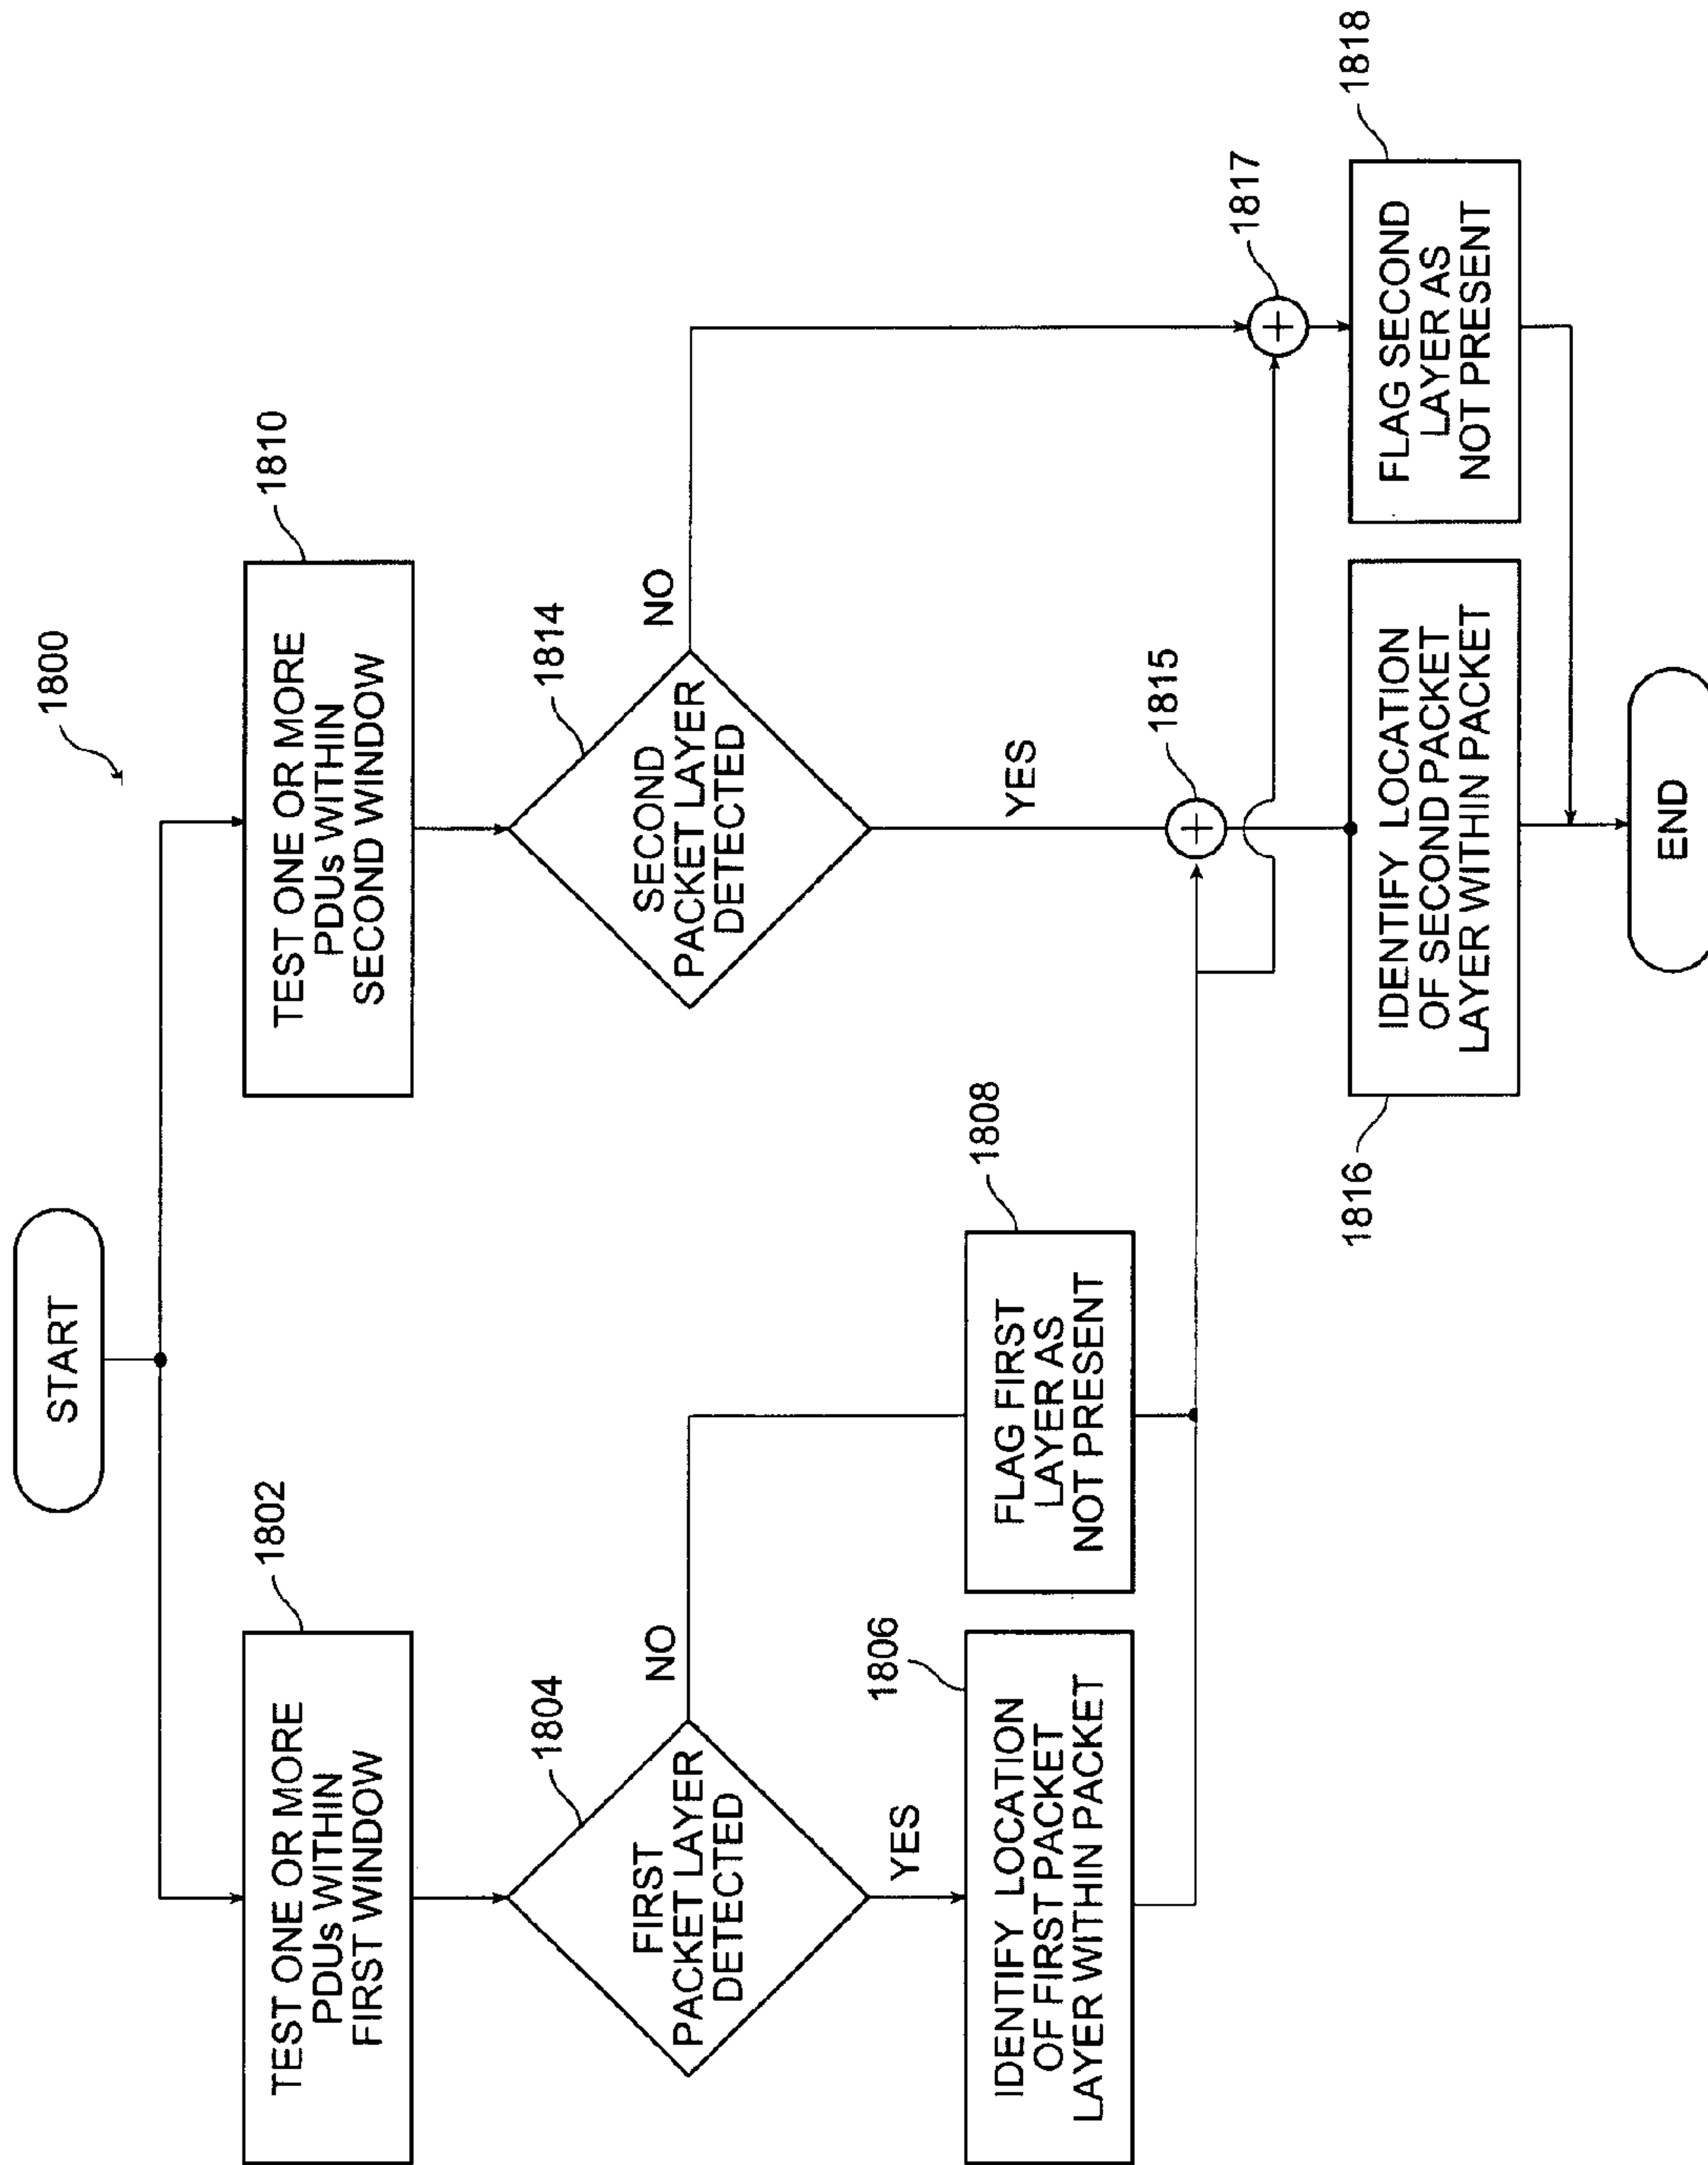 1800
START
1802
TEST ONE OR MORE
PDUs WITHIN
FIRST WINDOW
1810
TEST ONE OR MORE
PDUs WITHIN
SECOND WINDOW
1804
FIRST
PACKET LAYER
DETECTED
NO
YES
1814
SECOND
PACKET LAYER
DETECTED
NO
YES
1806
IDENTIFY LOCATION
OF FIRST PACKET
LAYER WITHIN PACKET
1808
FLAG FIRST
LAYER AS
NOT PRESENT
1815
+
1817
+
1816
IDENTIFY LOCATION
OF SECOND PACKET
LAYER WITHIN PACKET
1818
FLAG SECOND
LAYER AS
NOT PRESENT
END